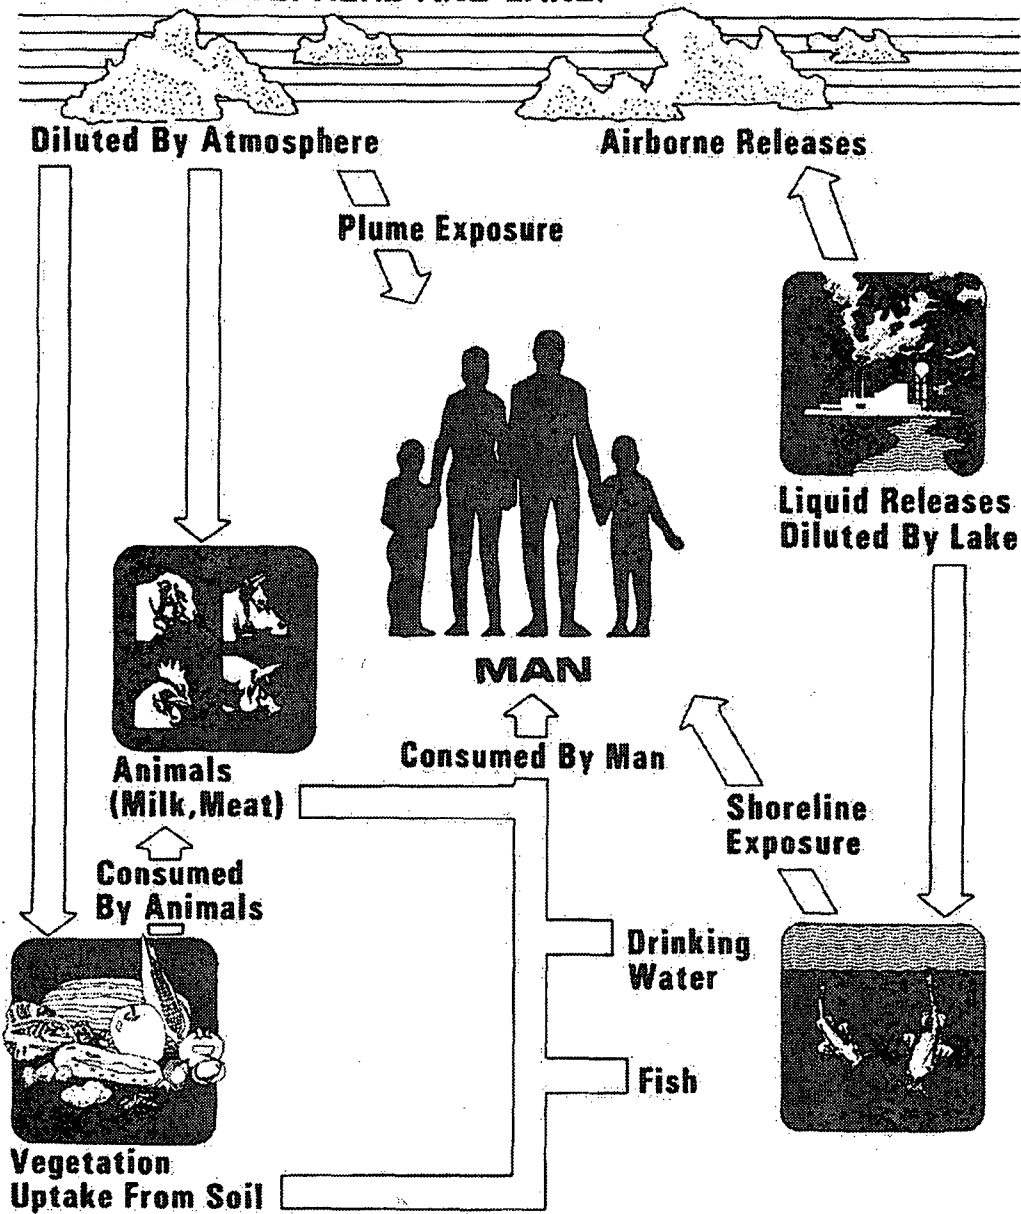 Diluted By Atmosphere
Airborne Releases
Plume Exposure
Liquid Releases
Diluted By Lake
MAN
Consumed By Man
Animals
(Milk,Meat)
Shoreline
Exposure
Consumed
By Animals
Drinking
Water
Fish
Vegetation
Uptake From Soil